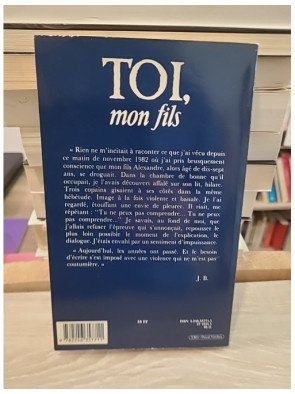 TOI,
mon fils
« Rien ne m'incitait à raconter ce que j'ai vécu depuis
ce matin de novembre 1982 où j'ai pris brusquement
conscience que mon fils Alexandre, alors âgé de dix-sept
ans, se droguait. Dans la chambre de bonne qu'il
occupait, je l'avais découvert affalé sur son lit, hilare.
Trois copains gisaient à ses côtés dans la même
hébétude. Image à la fois violente et banale. Je l'ai
regardé, étouffant une envie de pleurer. Il riait, me
répétant : "Tu ne peux pas comprendre... Tu ne peux
pas comprendre..." Je savais, au fond de moi, que
j'allais refuser l'épreuve qui s'annonçait, repousser le
plus loin possible le moment de l'explication, le
dialogue. J'étais envahi par un sentiment d'impuissance.
« Aujourd'hui, les années ont passé. Et le besoin
d'écrire s'est imposé avec une violence qui ne m'est pas
coutumière. »
J. B.